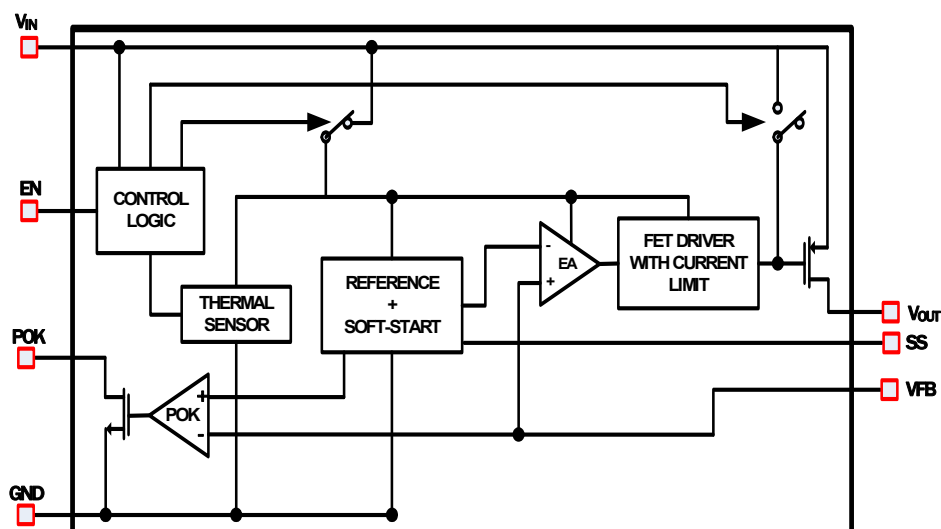 VIN
EN
CONTROL
LOGIC
THERMAL
SENSOR
REFERENCE
+
SOFT-START
-
EA
+
FET DRIVER
WITH CURRENT
LIMIT
VOUT
SS
VFB
POK
+
POK
-
GND